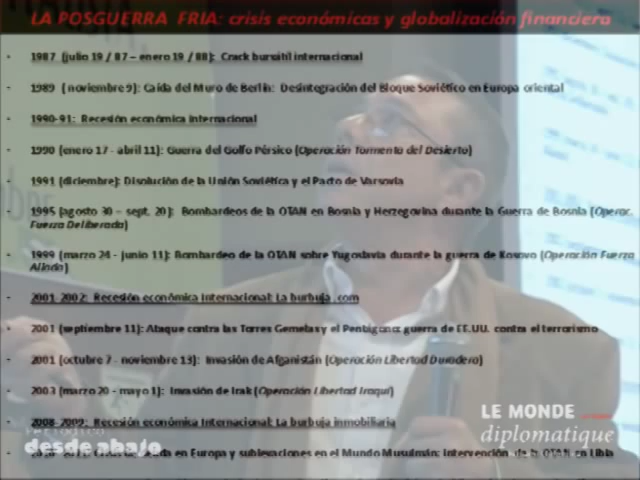 LA POSGUERRA FRIA: crisis económicas y globalización financiera
- 1987 (julio 19 / 87 – enero 19 / 88): Crack bursátil internacional
- 1989 ( noviembre 9): Caída del Muro de Berlín: Desintegración del Bloque Soviético en Europa oriental
- 1990-91: Recesión económica internacional
- 1990 (enero 17 - abril 11): Guerra del Golfo Pérsico (Operación Tormenta del Desierto)
- 1991 (diciembre): Disolución de la Unión Soviética y el Pacto de Varsovia
- 1995 (agosto 30 – sept. 20): Bombardeos de la OTAN en Bosnia y Herzegovina durante la Guerra de Bosnia (Operac.
Fuerza Deliberada)
- 1999 (marzo 24 - junio 11): Bombardeo de la OTAN sobre Yugoslavia durante la guerra de Kosovo (Operación Fuerza
Aliada)
- 2001-2002: Recesión económica Internacional: La burbuja .com
- 2001 (septiembre 11): Ataque contra las Torres Gemelas y el Pentágono: guerra de EE.UU. contra el terrorismo
- 2001 (octubre 7 - noviembre 13): Invasión de Afganistán (Operación Libertad Duradera)
- 2003 (marzo 20 - mayo 1): Invasión de Irak (Operación Libertad Iraquí)
- 2008-2009: Recesión económica Internacional: La burbuja inmobiliaria
en Europa y sublevaciones en el Mundo Musulmán: Intervención de la OTAN en Libia
desde abajo
LE MONDE
diplomatique